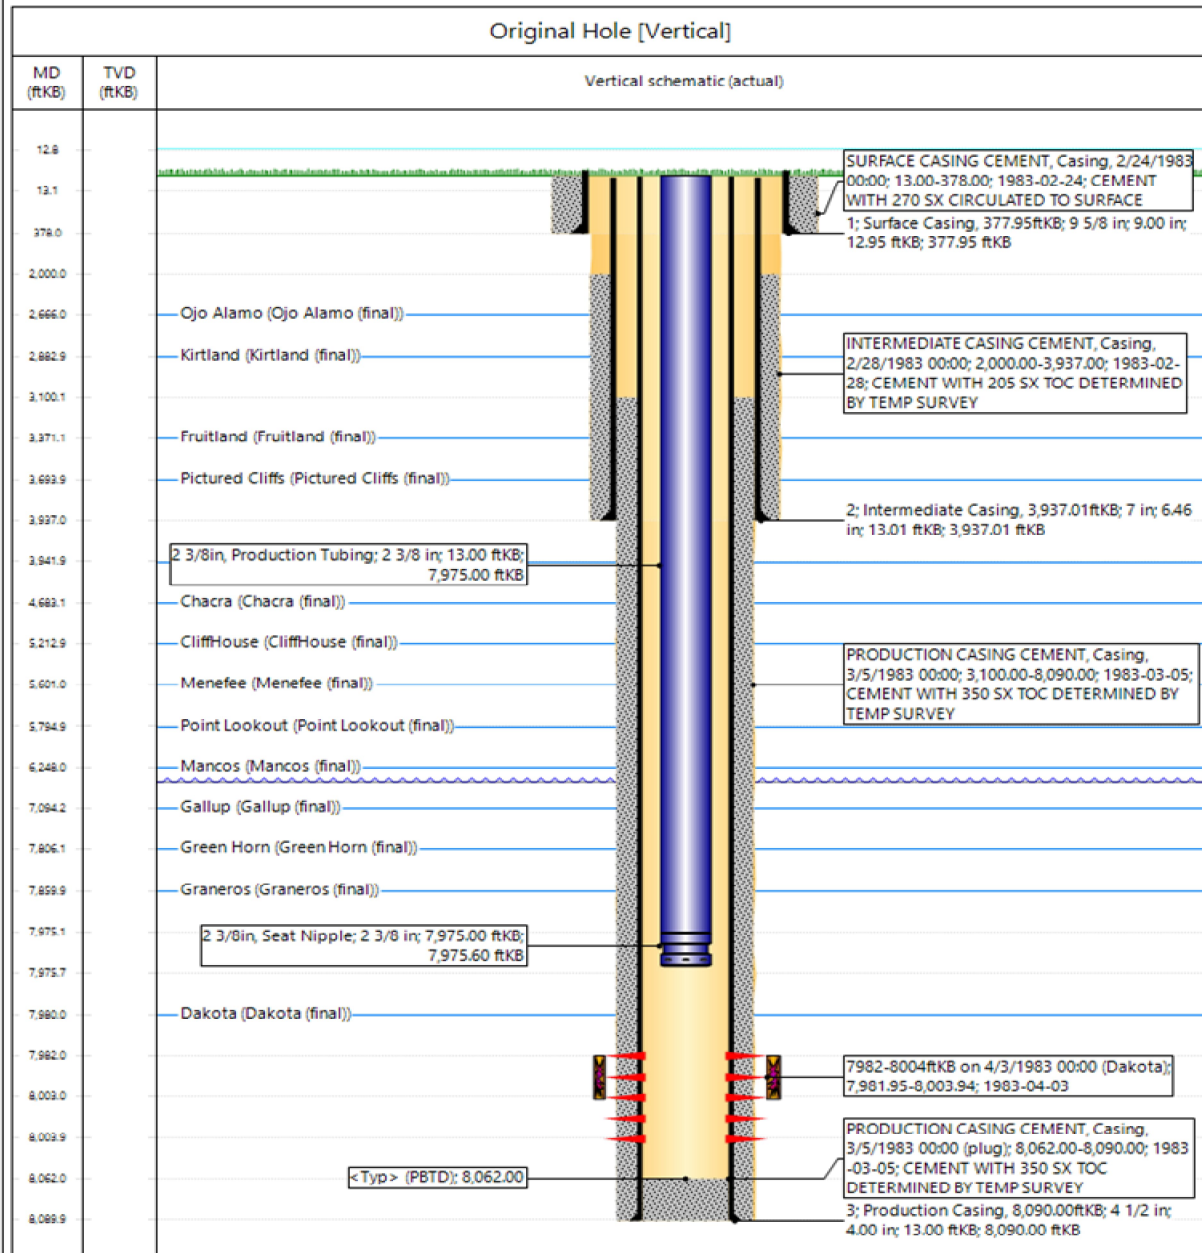 Original Hole [Vertical]
MD
(ftKB)
TVD
(ftKB)
Vertical schematic (actual)
12.8
SURFACE CASING CEMENT, Casing, 2/24/1983
00:00; 13.00-378.00; 1983-02-24; CEMENT
WITH 270 SX CIRCULATED TO SURFACE
13.1
1; Surface Casing, 377.95ftKB; 9 5/8 in; 9.00 in;
12.95 ftKB; 377.95 ftKB
378.0
2,000.0
2,666.0
Ojo Alamo (Ojo Alamo (final))
INTERMEDIATE CASING CEMENT, Casing,
2/28/1983 00:00; 2,000.00-3,937.00; 1983-02-
28; CEMENT WITH 205 SX TOC DETERMINED
BY TEMP SURVEY
2,882.9
Kirtland (Kirtland (final))
3,100.1
3,371.1
Fruitland (Fruitland (final))
3,693.9
Pictured Cliffs (Pictured Cliffs (final))
3,937.0
2; Intermediate Casing, 3,937.01ftKB; 7 in; 6.46
in; 13.01 ftKB; 3,937.01 ftKB
2 3/8in, Production Tubing; 2 3/8 in; 13.00 ftKB;
7,975.00 ftKB
3,941.9
4,683.1
Chacra (Chacra (final))
5,212.9
CliffHouse (CliffHouse (final))
PRODUCTION CASING CEMENT, Casing,
3/5/1983 00:00; 3,100.00-8,090.00; 1983-03-05;
CEMENT WITH 350 SX TOC DETERMINED BY
TEMP SURVEY
5,601.0
Menefee (Menefee (final))
5,794.9
Point Lookout (Point Lookout (final))
6,248.0
Mancos (Mancos (final))
7,094.2
Gallup (Gallup (final))
7,806.1
Green Horn (Green Horn (final))
7,859.9
Graneros (Graneros (final))
7,975.1
2 3/8in, Seat Nipple; 2 3/8 in; 7,975.00 ftKB;
7,975.60 ftKB
7,975.7
7,980.0
Dakota (Dakota (final))
7,982.0
7982-8004ftKB on 4/3/1983 00:00 (Dakota);
7,981.95-8,003.94; 1983-04-03
8,003.0
8,003.9
PRODUCTION CASING CEMENT, Casing,
3/5/1983 00:00 (plug); 8,062.00-8,090.00; 1983
-03-05; CEMENT WITH 350 SX TOC
DETERMINED BY TEMP SURVEY
8,062.0
<Typ> (PBTD); 8,062.00
8,089.9
3; Production Casing, 8,090.00ftKB; 4 1/2 in;
4.00 in; 13.00 ftKB; 8,090.00 ftKB